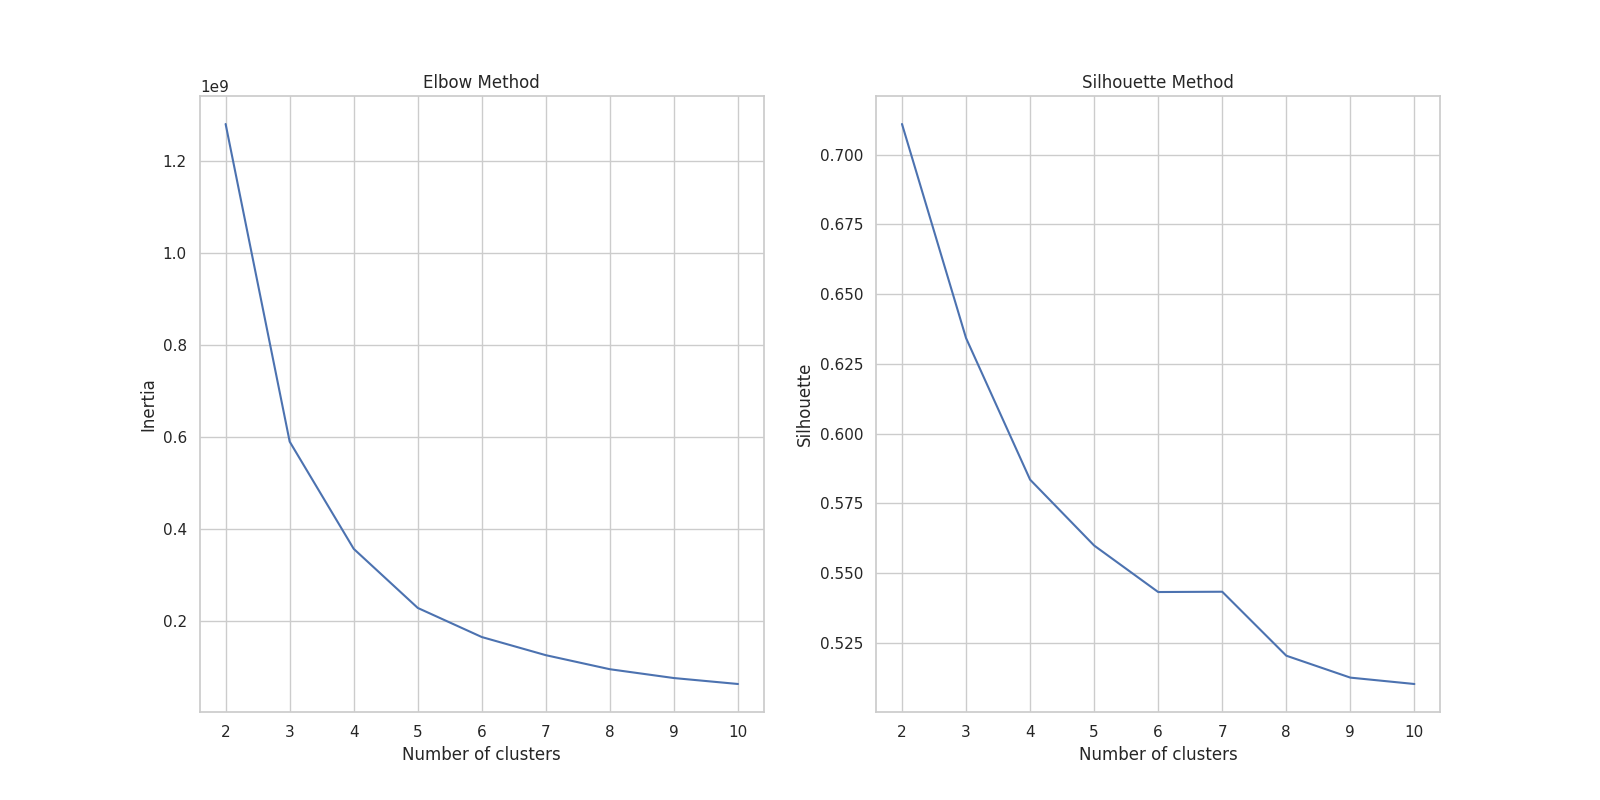 Elbow Method
1e9
1.2
1.0
0.8
0.6
0.4
0.2
Inertia
2 3 4 5 6 7 8 9 10
Number of clusters
Silhouette Method
0.700
0.675
0.650
0.625
0.600
0.575
0.550
0.525
Silhouette
2 3 4 5 6 7 8 9 10
Number of clusters